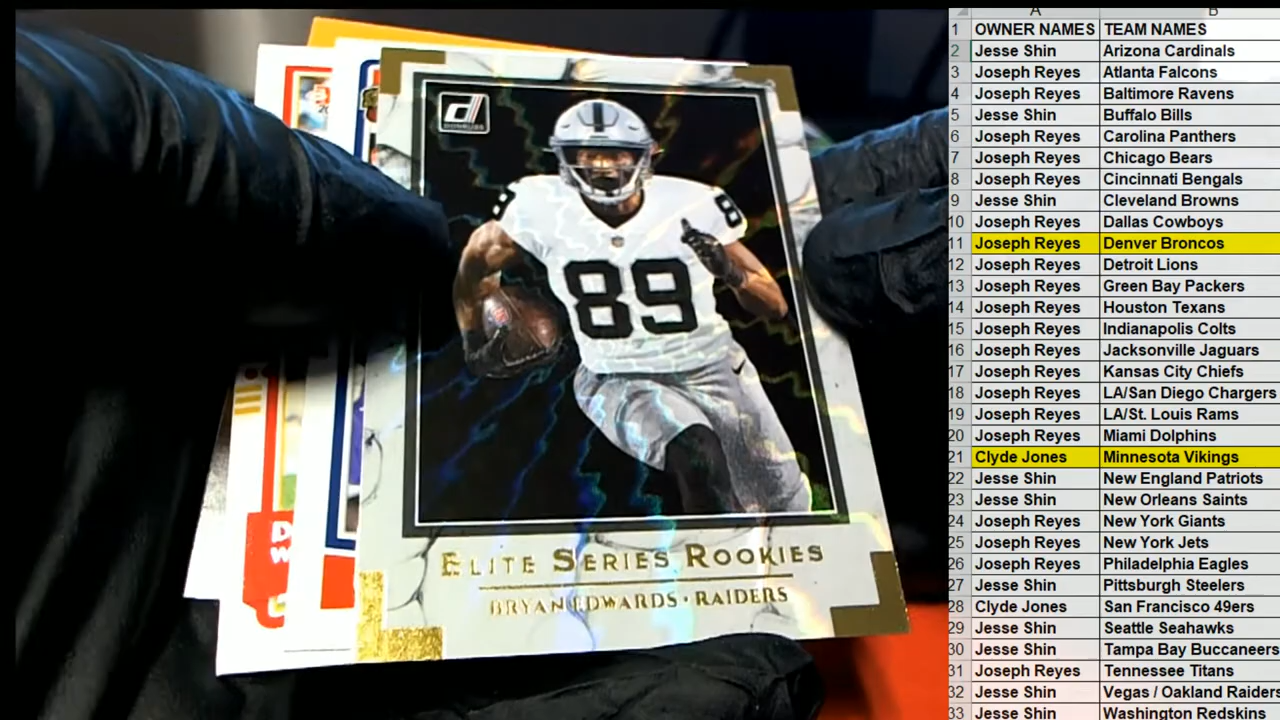 d
DONRUSS
8
8
89
ELITE SERIES ROOKIES
BRYAN EDWARDS · RAIDERS
A B
1 OWNER NAMES TEAM NAMES
2 Jesse Shin Arizona Cardinals
3 Joseph Reyes Atlanta Falcons
4 Joseph Reyes Baltimore Ravens
5 Jesse Shin Buffalo Bills
6 Joseph Reyes Carolina Panthers
7 Joseph Reyes Chicago Bears
8 Joseph Reyes Cincinnati Bengals
9 Jesse Shin Cleveland Browns
10 Joseph Reyes Dallas Cowboys
11 Joseph Reyes Denver Broncos
12 Joseph Reyes Detroit Lions
13 Joseph Reyes Green Bay Packers
14 Joseph Reyes Houston Texans
15 Joseph Reyes Indianapolis Colts
16 Joseph Reyes Jacksonville Jaguars
17 Joseph Reyes Kansas City Chiefs
18 Joseph Reyes LA/San Diego Chargers
19 Joseph Reyes LA/St. Louis Rams
20 Joseph Reyes Miami Dolphins
21 Clyde Jones Minnesota Vikings
22 Jesse Shin New England Patriots
23 Jesse Shin New Orleans Saints
24 Joseph Reyes New York Giants
25 Joseph Reyes New York Jets
26 Joseph Reyes Philadelphia Eagles
27 Jesse Shin Pittsburgh Steelers
28 Clyde Jones San Francisco 49ers
29 Jesse Shin Seattle Seahawks
30 Jesse Shin Tampa Bay Buccaneers
31 Joseph Reyes Tennessee Titans
32 Jesse Shin Vegas / Oakland Raiders
33 Jesse Shin Washington Redskins